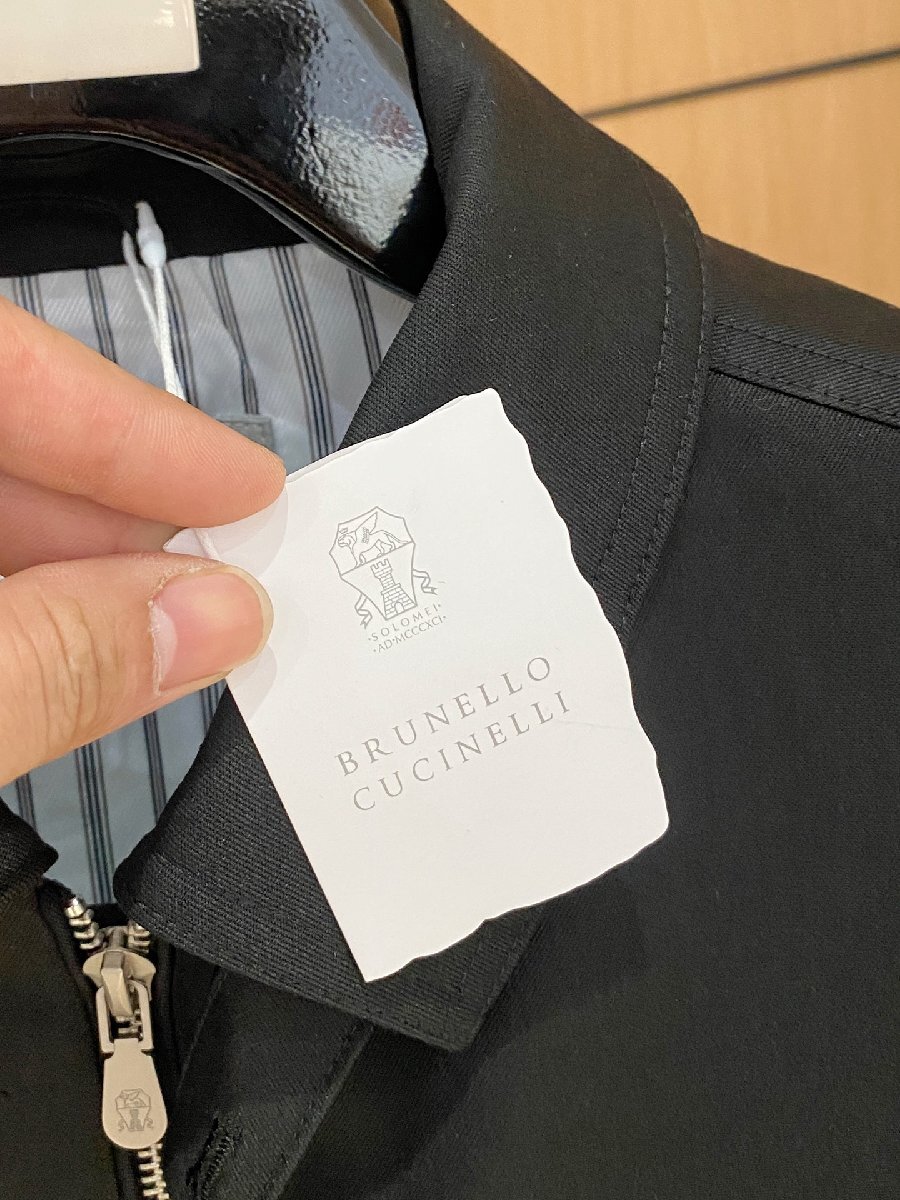 ·SOLOMEI·
·AD·MCCCXCI·
BRUNELLO
CUCINELLI